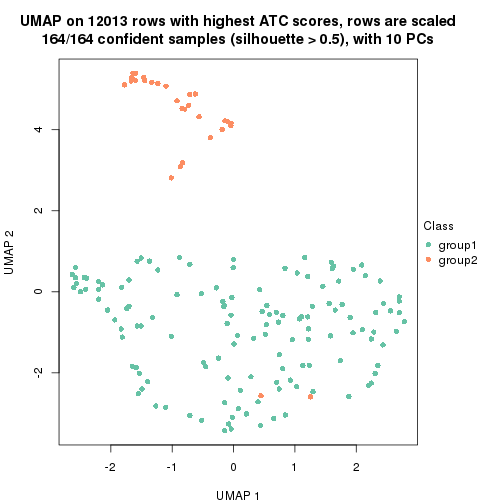 UMAP on 12013 rows with highest ATC scores, rows are scaled
164/164 confident samples (silhouette > 0.5), with 10 PCs
4
2
0
-2
UMAP 2
-2
-1
0
1
2
UMAP 1
Class
group1
group2